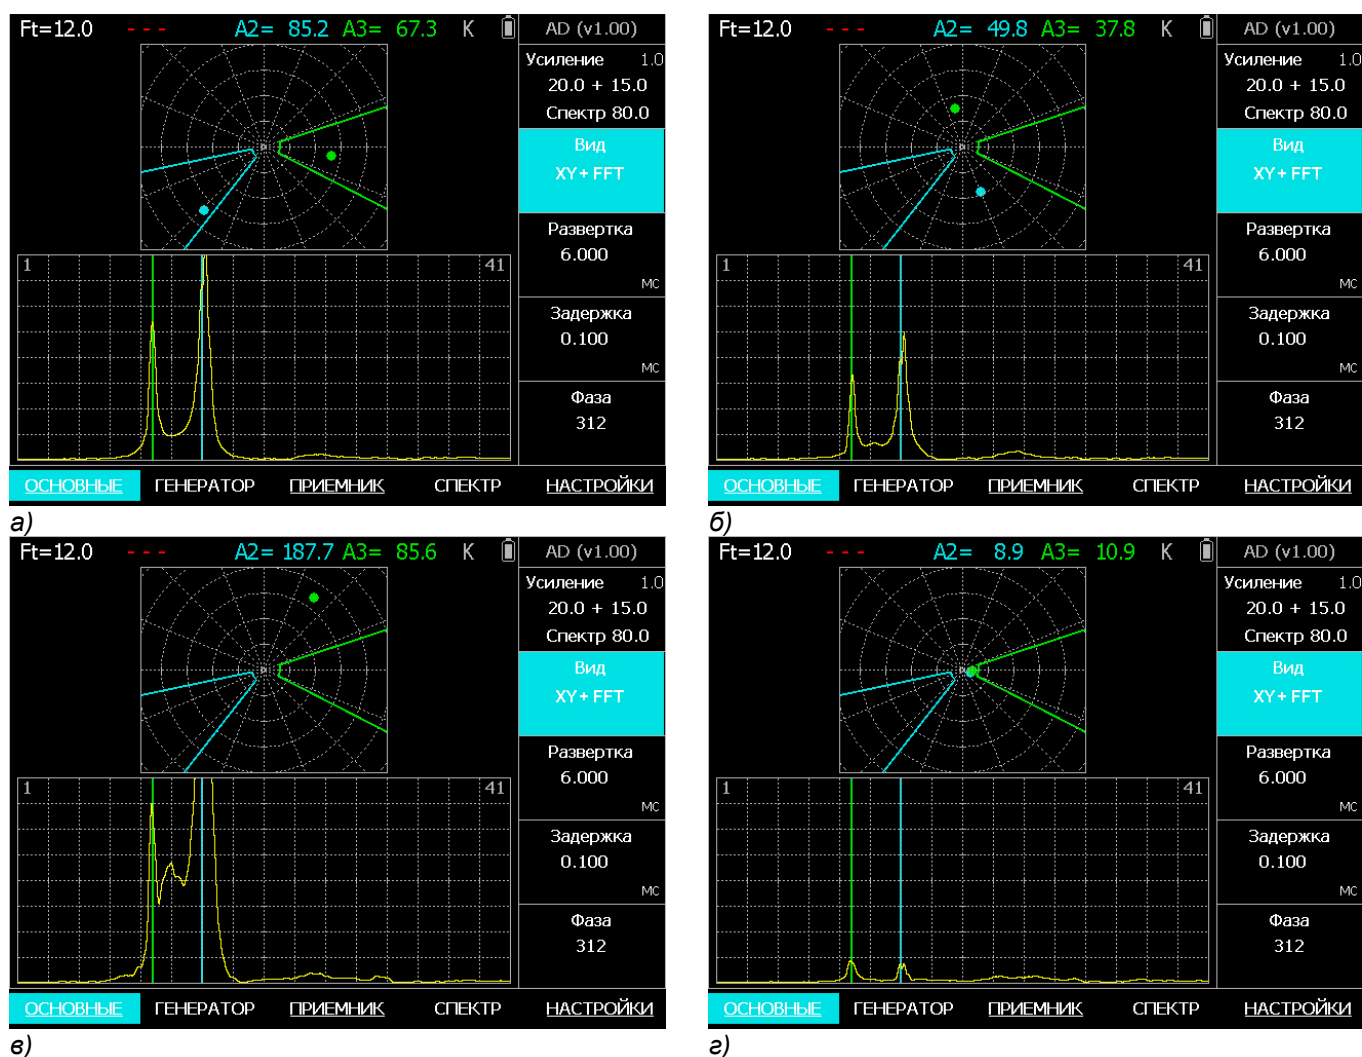 Ft=12.0 - - - A2= 85.2 A3= 67.3 K AD (v1.00)
Усиление 1.0
20.0 + 15.0
Спектр 80.0
Вид
XY+FFT
Развертка
6.000
мс
Задержка
0.100
мс
Фаза
312
1 41
ОСНОВНЫЕ ГЕНЕРАТОР ПРИЕМНИК СПЕКТР НАСТРОЙКИ
а)
Ft=12.0 - - - A2= 49.8 A3= 37.8 K AD (v1.00)
Усиление 1.0
20.0 + 15.0
Спектр 80.0
Вид
XY+FFT
Развертка
6.000
мс
Задержка
0.100
мс
Фаза
312
1 41
ОСНОВНЫЕ ГЕНЕРАТОР ПРИЕМНИК СПЕКТР НАСТРОЙКИ
б)
Ft=12.0 - - - A2= 187.7 A3= 85.6 K AD (v1.00)
Усиление 1.0
20.0 + 15.0
Спектр 80.0
Вид
XY+FFT
Развертка
6.000
мс
Задержка
0.100
мс
Фаза
312
1 41
ОСНОВНЫЕ ГЕНЕРАТОР ПРИЕМНИК СПЕКТР НАСТРОЙКИ
в)
Ft=12.0 - - - A2= 8.9 A3= 10.9 K AD (v1.00)
Усиление 1.0
20.0 + 15.0
Спектр 80.0
Вид
XY+FFT
Развертка
6.000
мс
Задержка
0.100
мс
Фаза
312
1 41
ОСНОВНЫЕ ГЕНЕРАТОР ПРИЕМНИК СПЕКТР НАСТРОЙКИ
г)